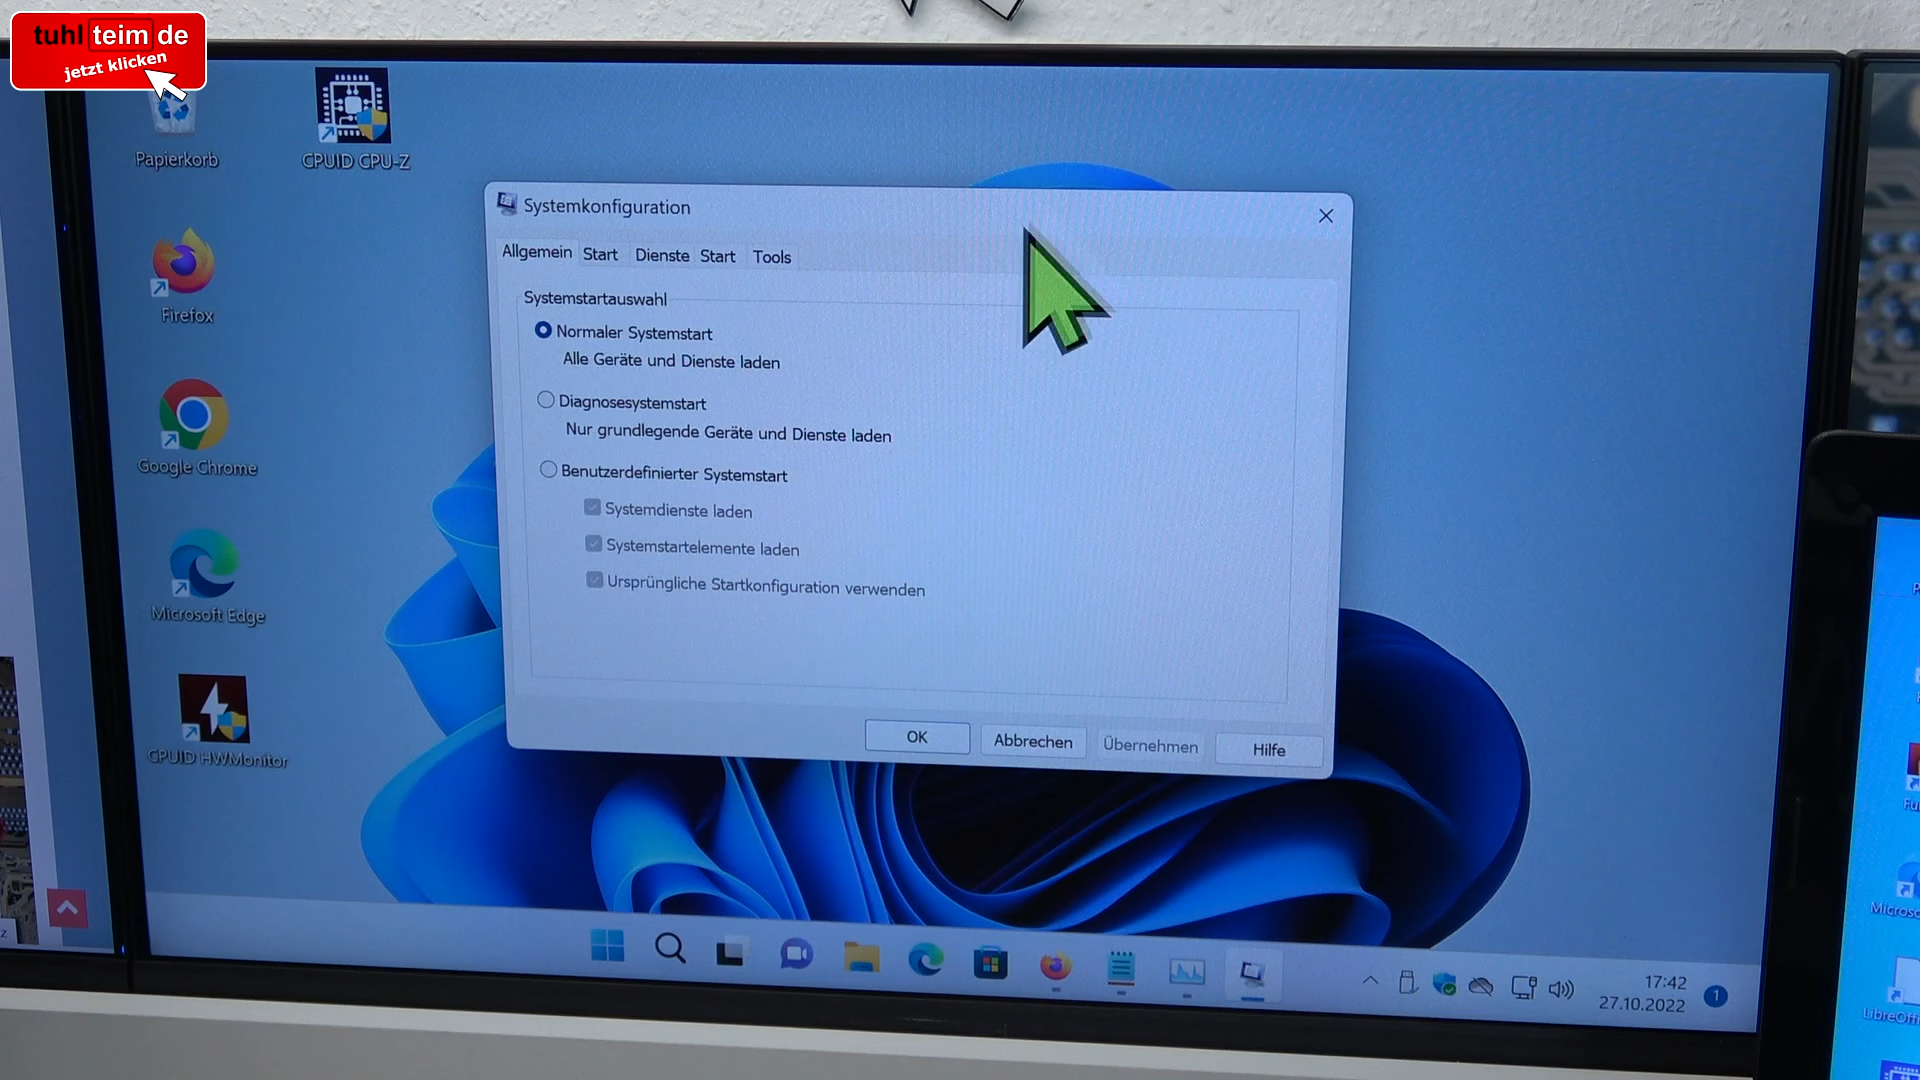 tuhl teim de
jetzt klicken
Papierkorb
CPUID CPU-Z
Firefox
Google Chrome
Microsoft Edge
CPUID HWMonitor
Systemkonfiguration
Allgemein Start Dienste Start Tools
Systemstartauswahl
Normaler Systemstart
Alle Geräte und Dienste laden
Diagnosesystemstart
Nur grundlegende Geräte und Dienste laden
Benutzerdefinierter Systemstart
Systemdienste laden
Systemstartelemente laden
Ursprüngliche Startkonfiguration verwenden
OK Abbrechen Übernehmen Hilfe
17:42
27.10.2022
1
z